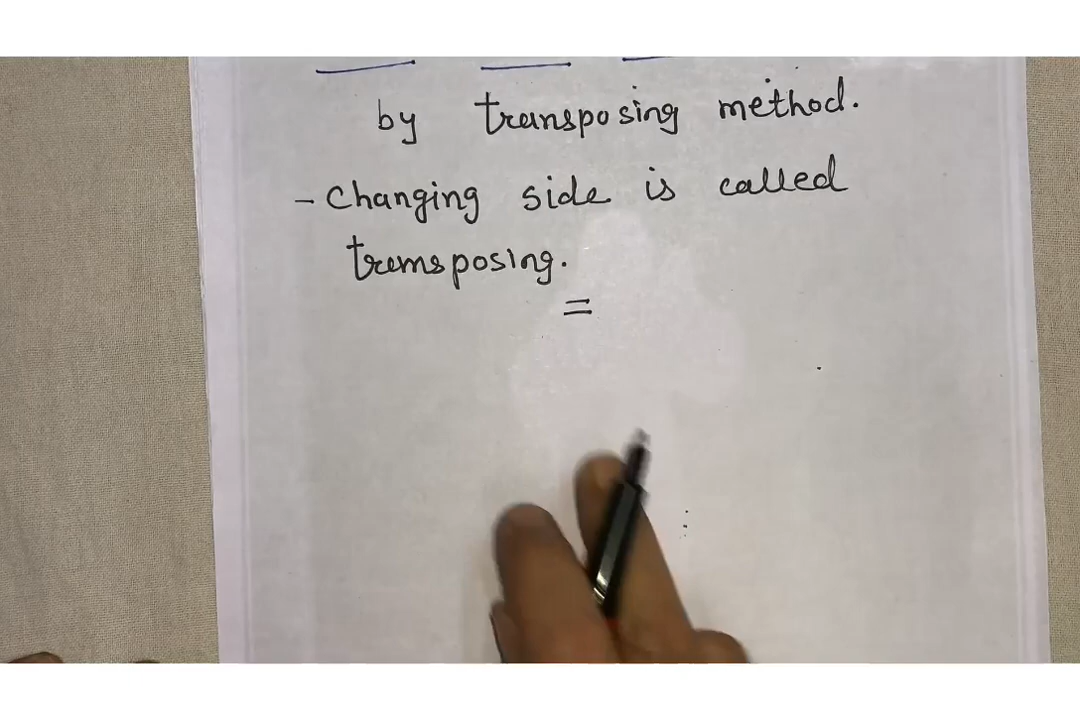 by transposing method.
- Changing side is called
transposing.
=